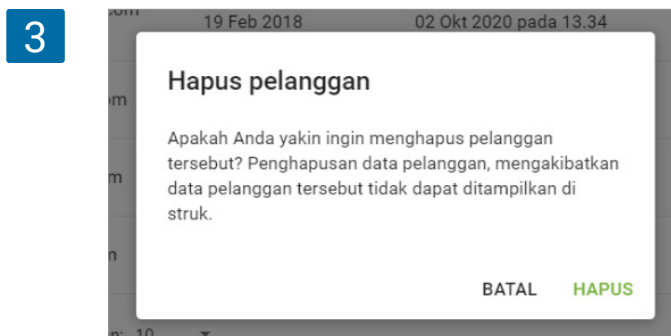 3
19 Feb 2018 02 Okt 2020 pada 13.34
Hapus pelanggan
Apakah Anda yakin ingin menghapus pelanggan
tersebut? Penghapusan data pelanggan, mengakibatkan
data pelanggan tersebut tidak dapat ditampilkan di
struk.
BATAL HAPUS
10